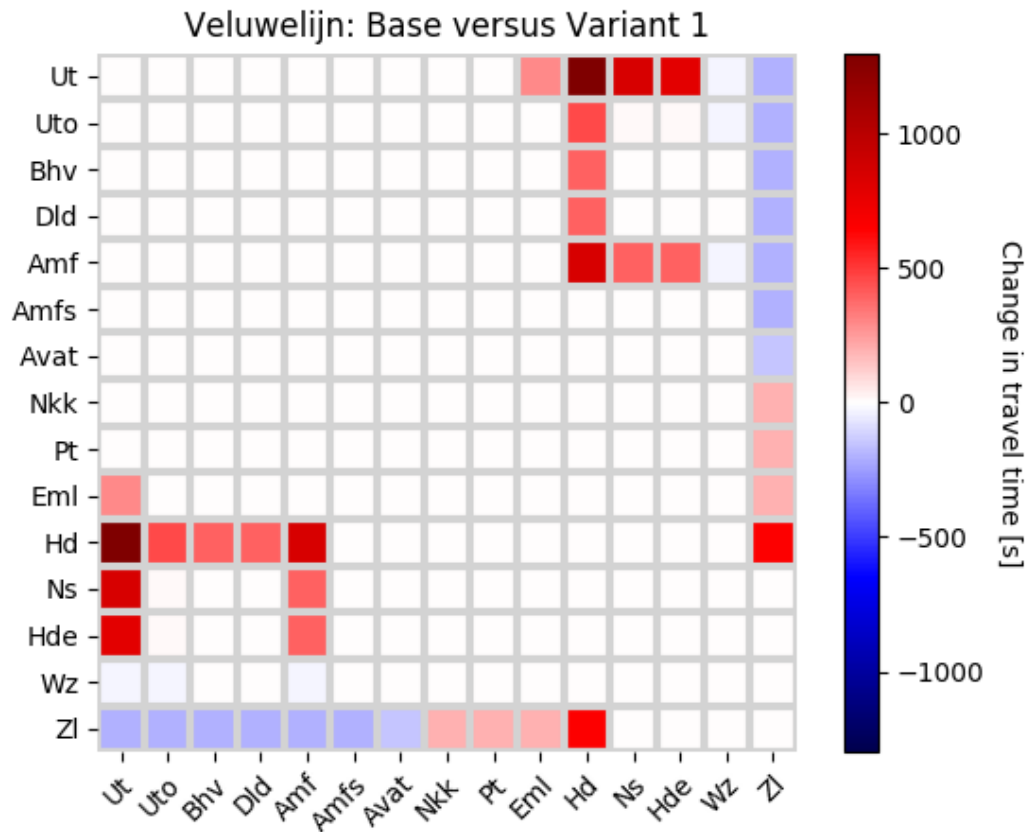 Veluwelijn: Base versus Variant 1
Ut
Uto
Bhv
Dld
Amf
Amfs
Avat
Nkk
Pt
Eml
Hd
Ns
Hde
Wz
Zl
Ut
Uto
Bhv
Dld
Amf
Amfs
Avat
Nkk
Pt
Eml
Hd
Ns
Hde
Wz
Zl
1000
500
0
−500
−1000
Change in travel time [s]